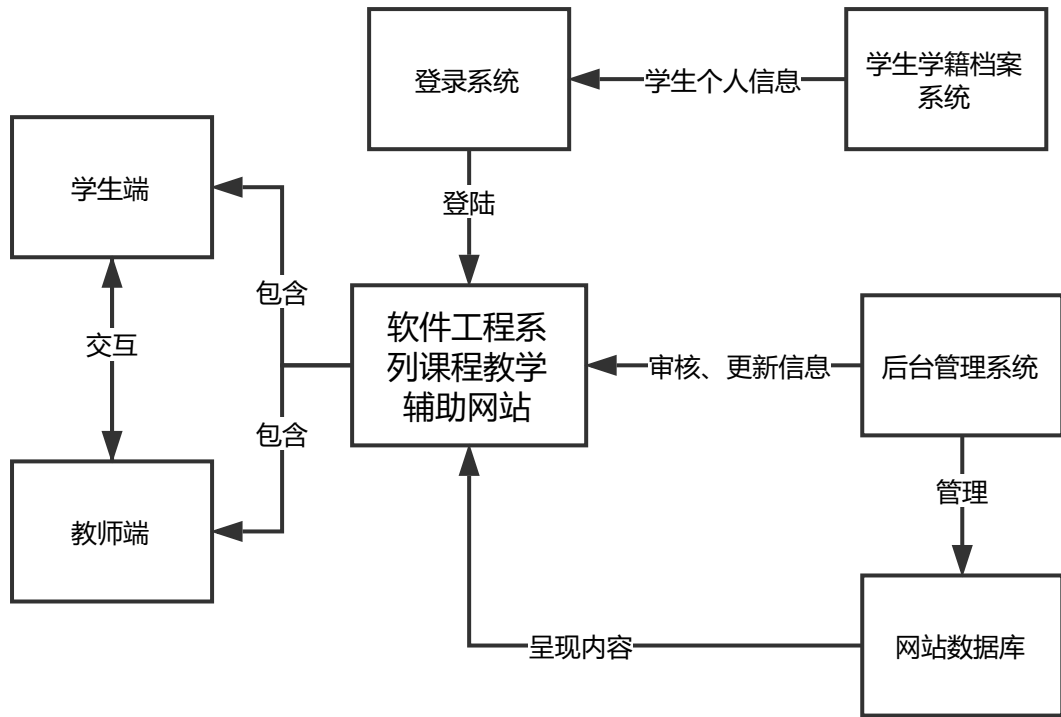 登录系统
学生个人信息
学生学籍档案
系统
学生端
登陆
包含
交互
软件工程系
列课程教学
辅助网站
审核、更新信息
后台管理系统
包含
管理
教师端
呈现内容
网站数据库